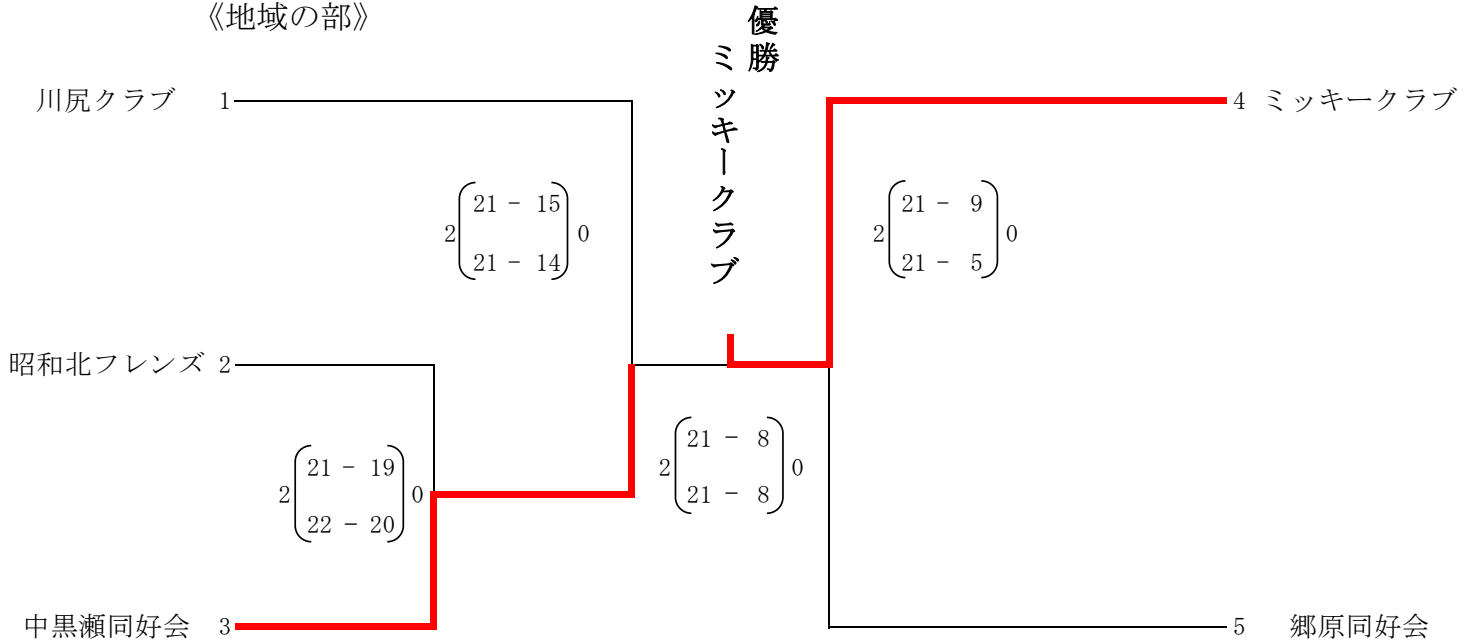 《地域の部》
優勝
ミッキークラブ
川尻クラブ 1
4 ミッキークラブ
2 21 - 15 0
21 - 14
2 21 - 9 0
21 - 5
昭和北フレンズ 2
2 21 - 19 0
22 - 20
2 21 - 8 0
21 - 8
中黒瀬同好会 3
5 郷原同好会